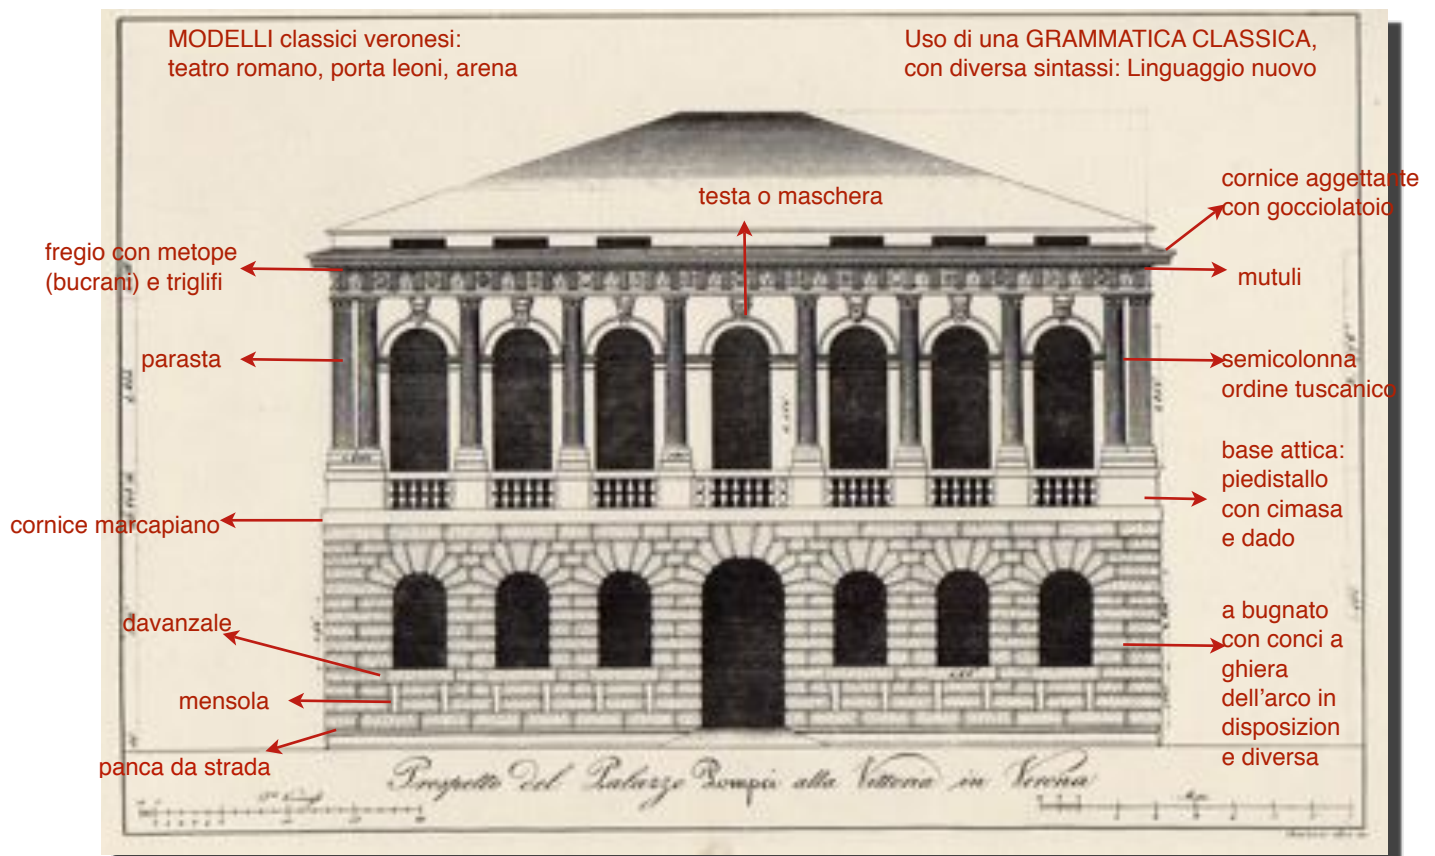 MODELLI classici veronesi:
teatro romano, porta leoni, arena
Uso di una GRAMMATICA CLASSICA,
con diversa sintassi: Linguaggio nuovo
testa o maschera
cornice aggettante
con gocciolatoio
fregio con metope
(bucrani) e triglifi
mutuli
parasta
semicolonna
ordine tuscanico
base attica:
piedistallo
con cimasa
e dado
cornice marcapiano
a bugnato
con conci a
ghiera
dell'arco in
disposizion
e diversa
davanzale
mensola
panca da strada
Prospetto del Palazzo Pompei alla Vittoria in Verona